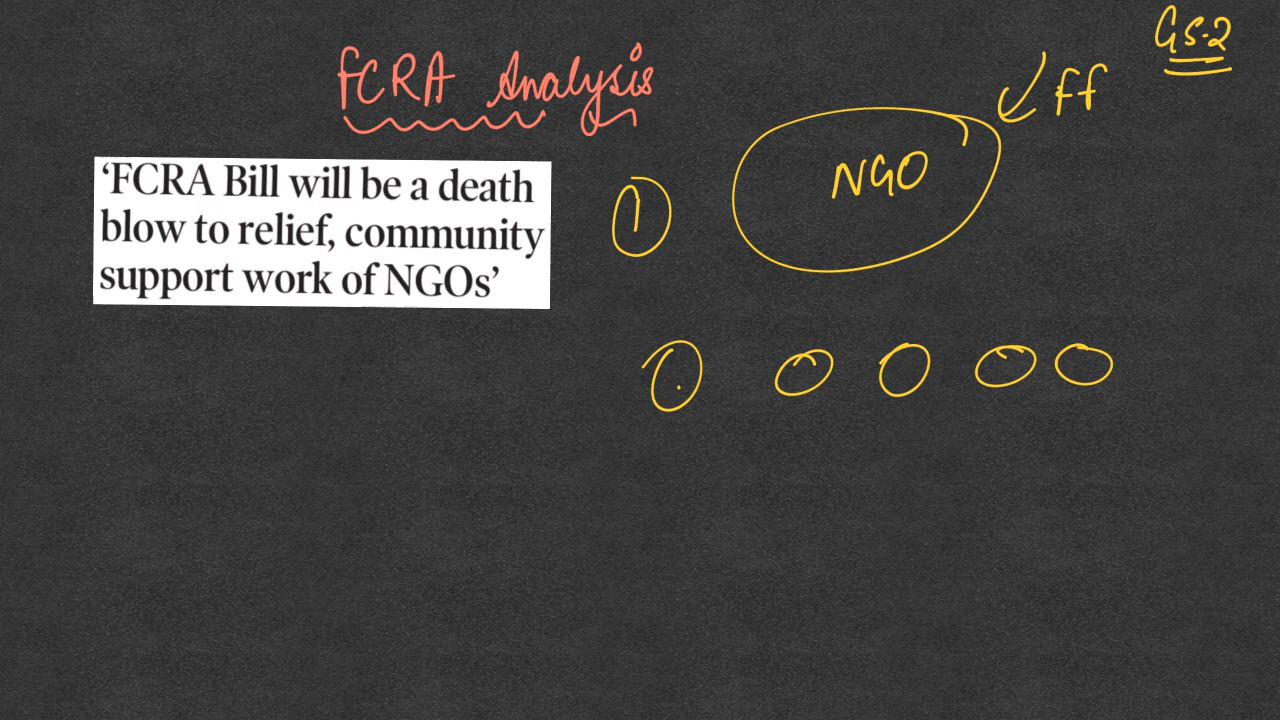 GS-2
FCRA Analysis
FF
‘FCRA Bill will be a death
blow to relief, community
support work of NGOs’
1
NGO